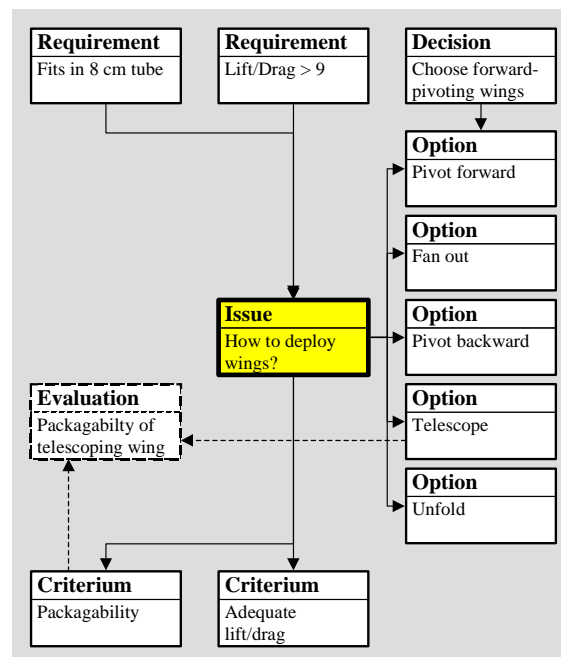 Requirement
Fits in 8 cm tube
Requirement
Lift/Drag > 9
Decision
Choose forward-
pivoting wings
Option
Pivot forward
Option
Fan out
Issue
How to deploy
wings?
Option
Pivot backward
Evaluation
Packagabilty of
telescoping wing
Option
Telescope
Option
Unfold
Criterium
Packagability
Criterium
Adequate
lift/drag